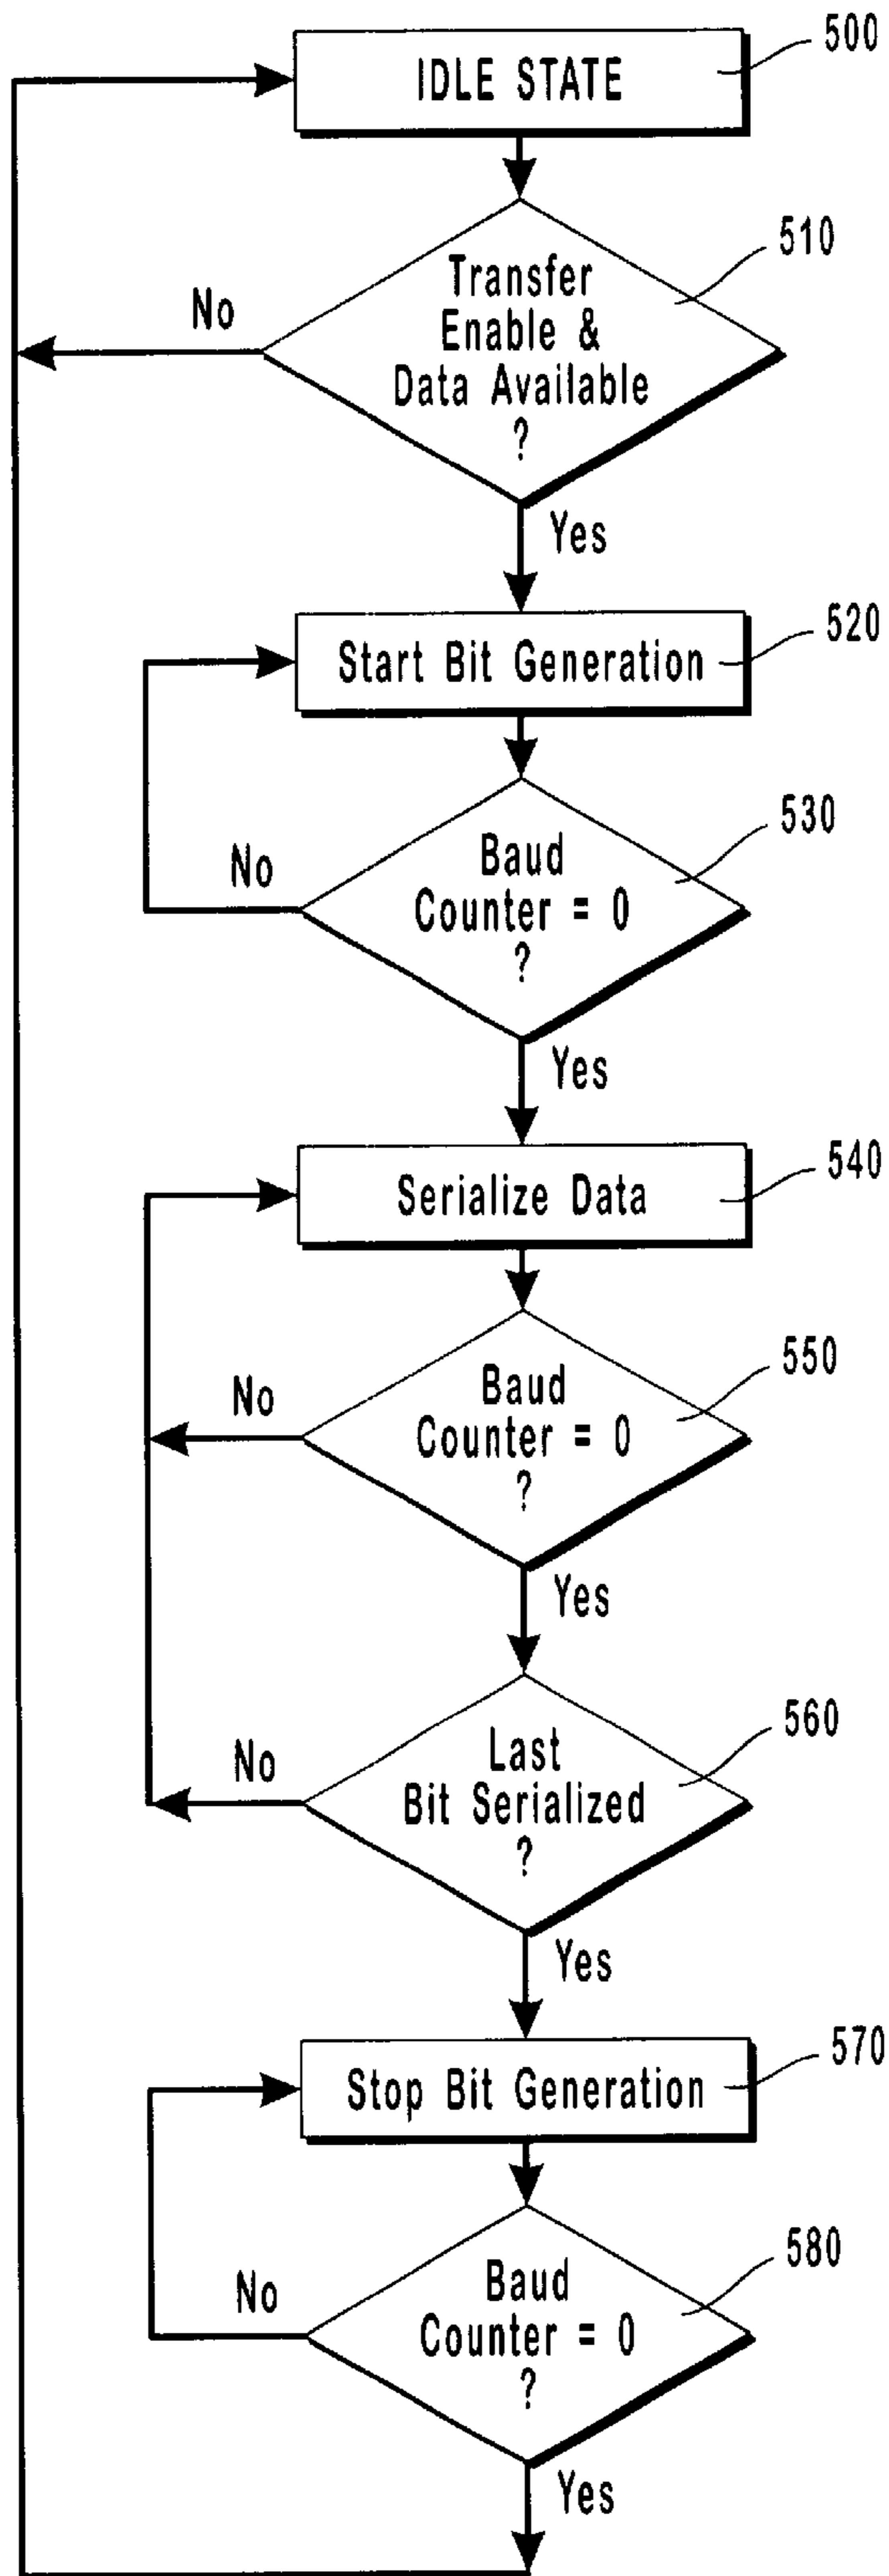 500
IDLE STATE
510
Transfer
Enable &
Data Available
?
No
Yes
520
Start Bit Generation
530
Baud
Counter = 0
?
No
Yes
540
Serialize Data
550
Baud
Counter = 0
?
No
Yes
560
Last
Bit Serialized
?
No
Yes
570
Stop Bit Generation
580
Baud
Counter = 0
?
No
Yes